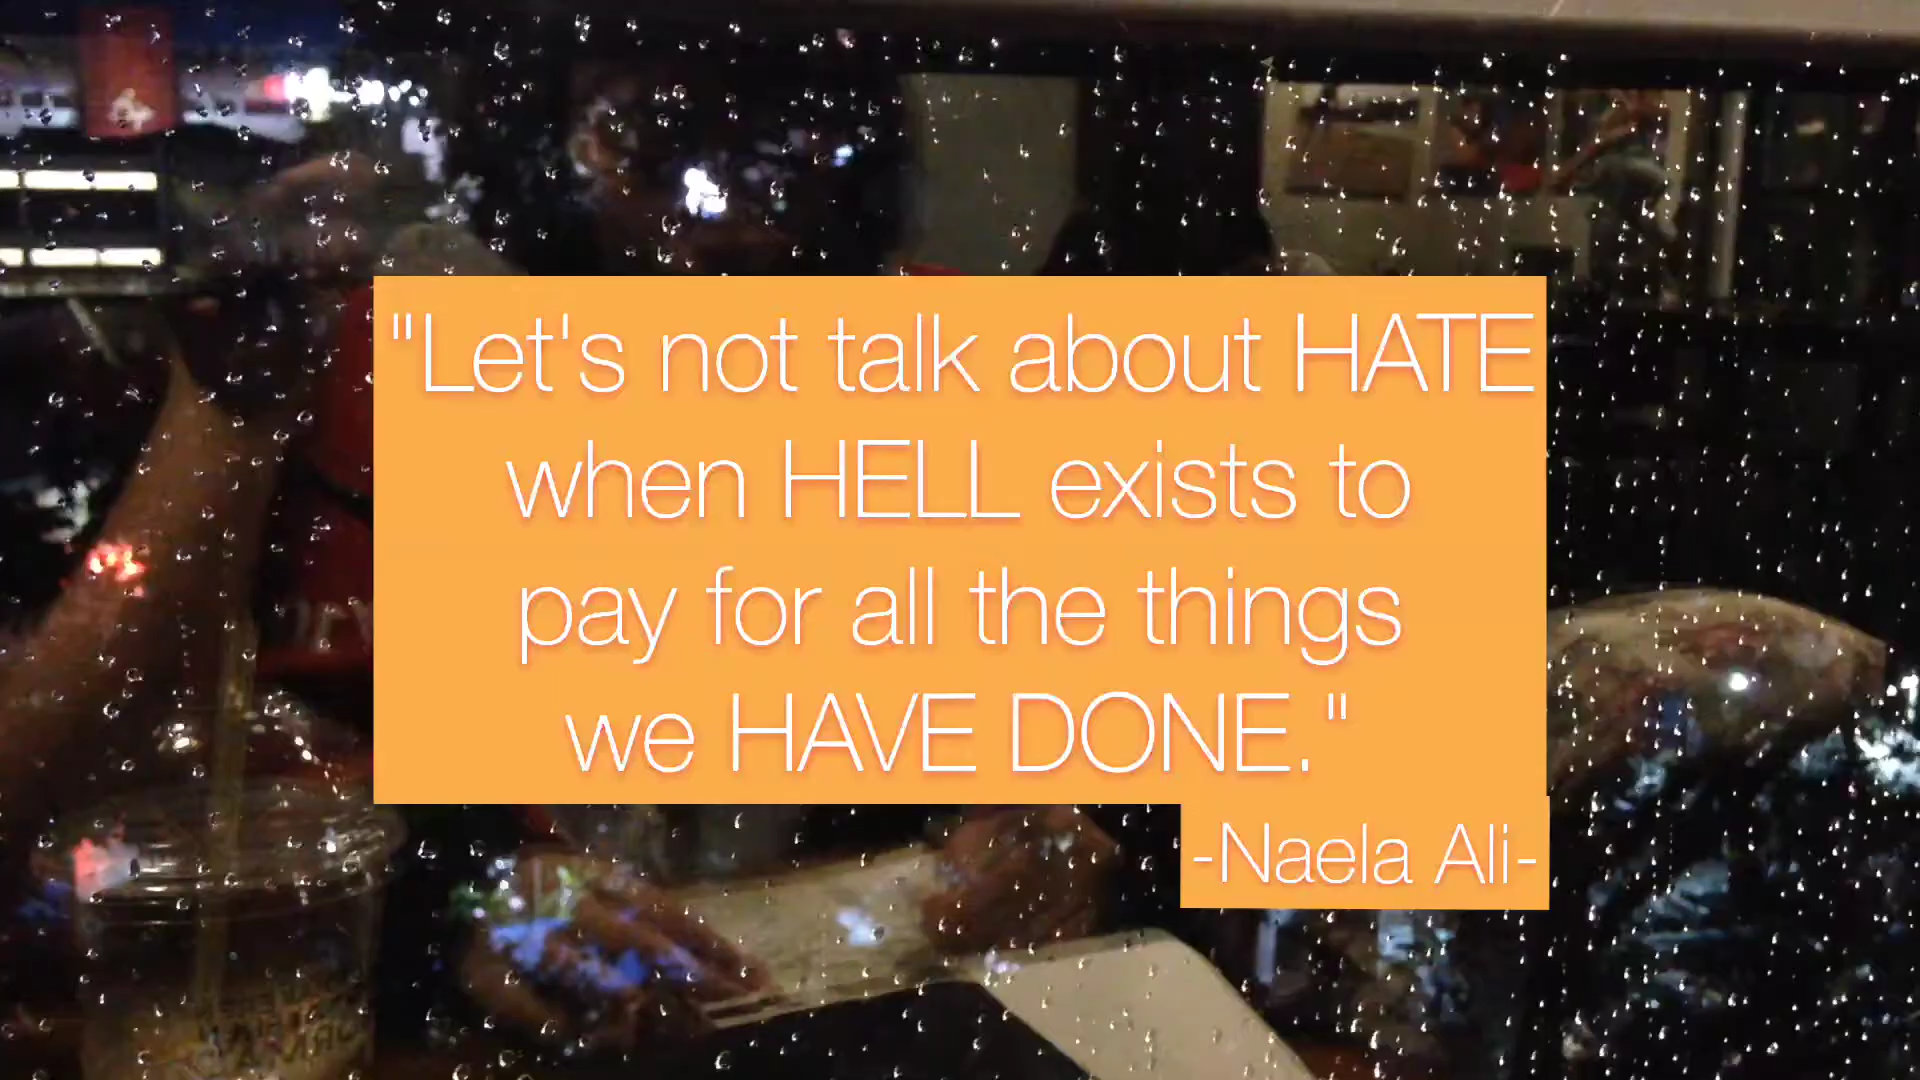 "Let's not talk about HATE
when HELL exists to
pay for all the things
we HAVE DONE."
-Naela Ali-